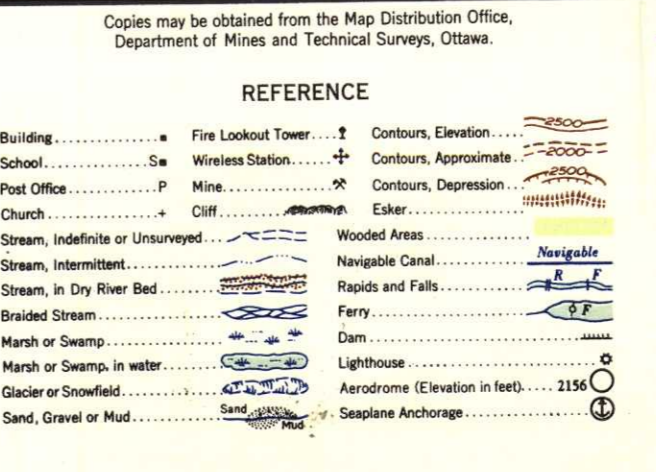 Copies may be obtained from the Map Distribution Office,
Department of Mines and Technical Surveys, Ottawa.
REFERENCE
Building
School S
Post Office P
Church
Fire Lookout Tower
Wireless Station
Mine
Cliff
Contours, Elevation 2500
Contours, Approximate 2000
Contours, Depression 2500
Esker
Stream, Indefinite or Unsurveyed
Stream, Intermittent
Stream, in Dry River Bed
Braided Stream
Marsh or Swamp
Marsh or Swamp, in water
Glacier or Snowfield
Sand, Gravel or Mud Sand Mud
Wooded Areas
Navigable Canal Navigable
Rapids and Falls R F
Ferry F
Dam
Lighthouse
Aerodrome (Elevation in feet) 2156
Seaplane Anchorage